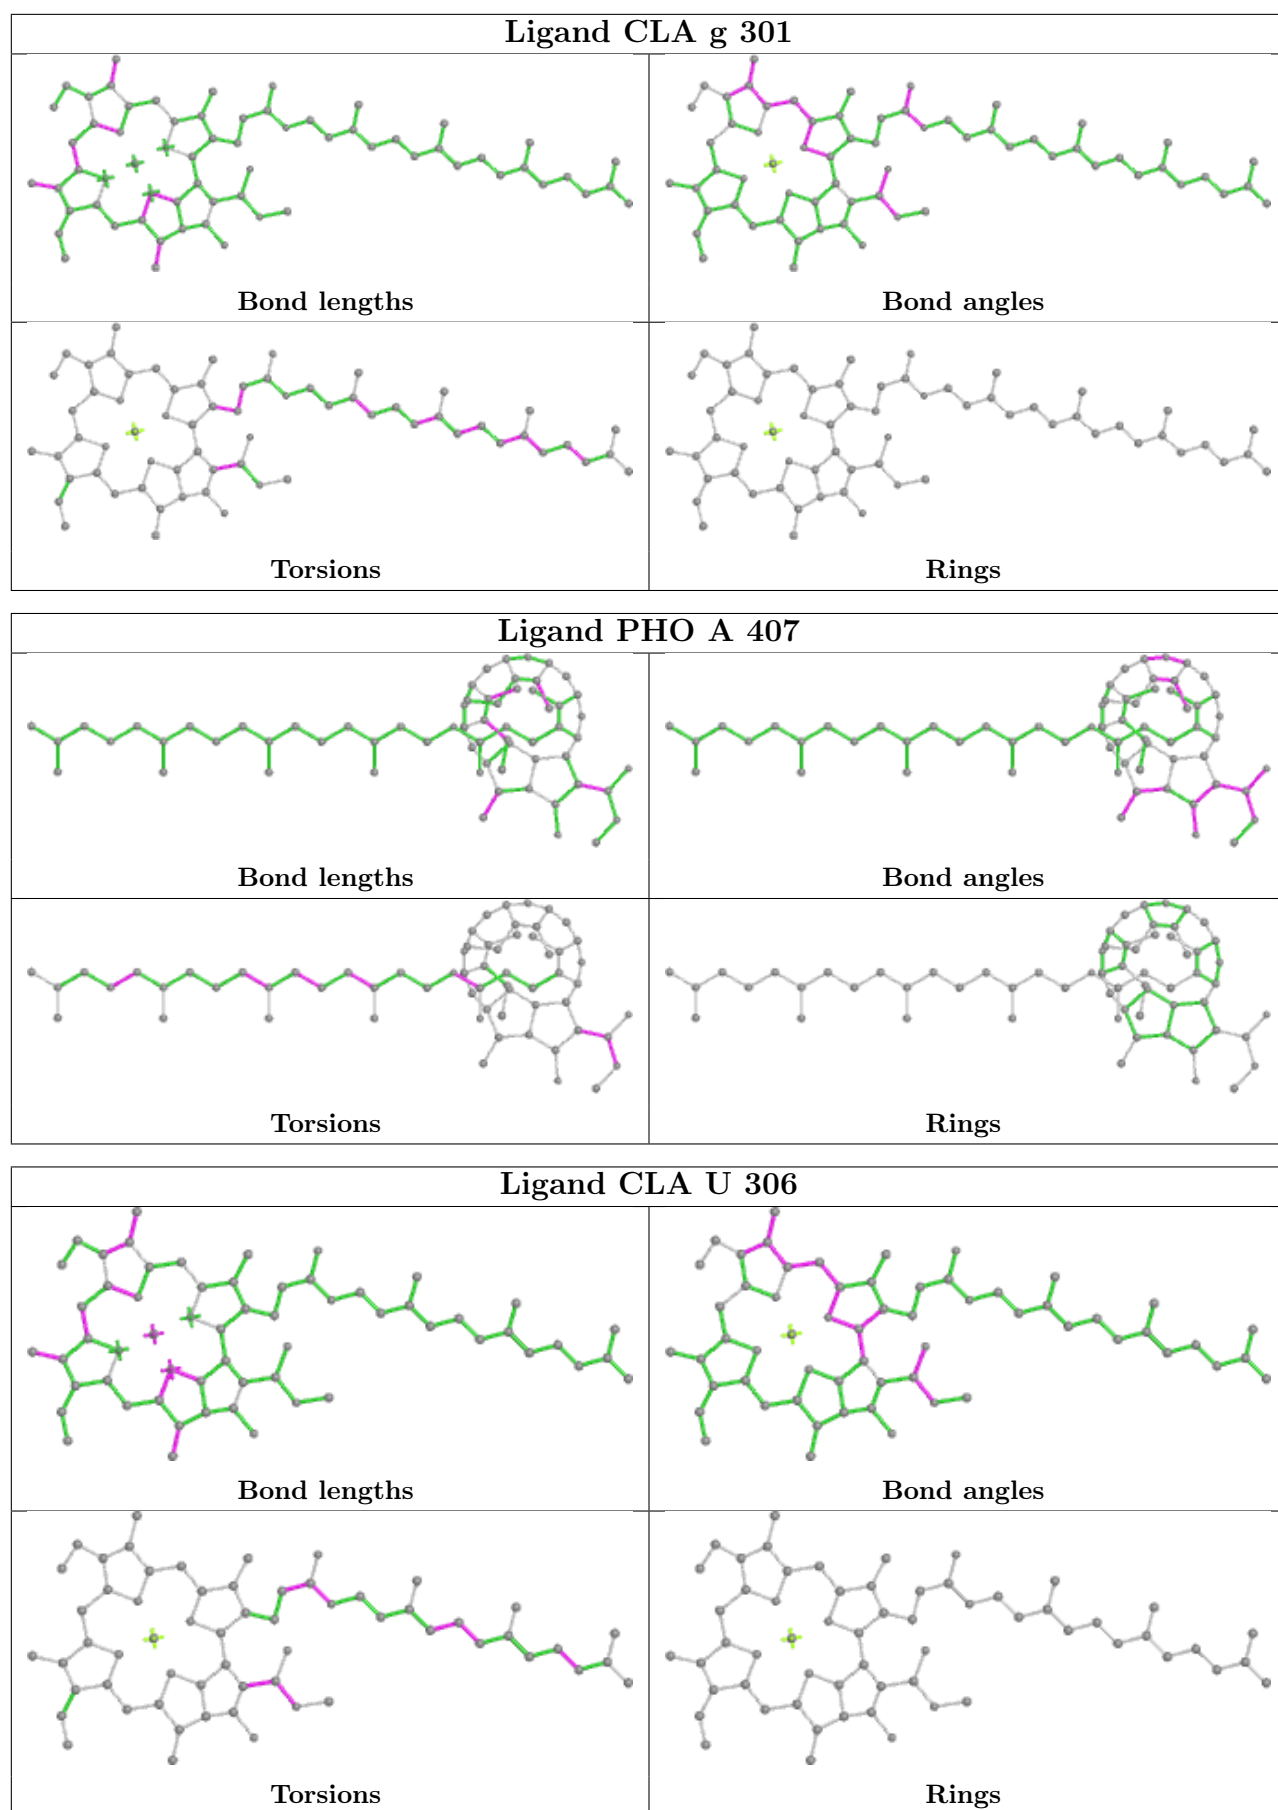 Ligand CLA g 301
Bond lengths
Bond angles
Torsions
Rings
Ligand PHO A 407
Bond lengths
Bond angles
Torsions
Rings
Ligand CLA U 306
Bond lengths
Bond angles
Torsions
Rings